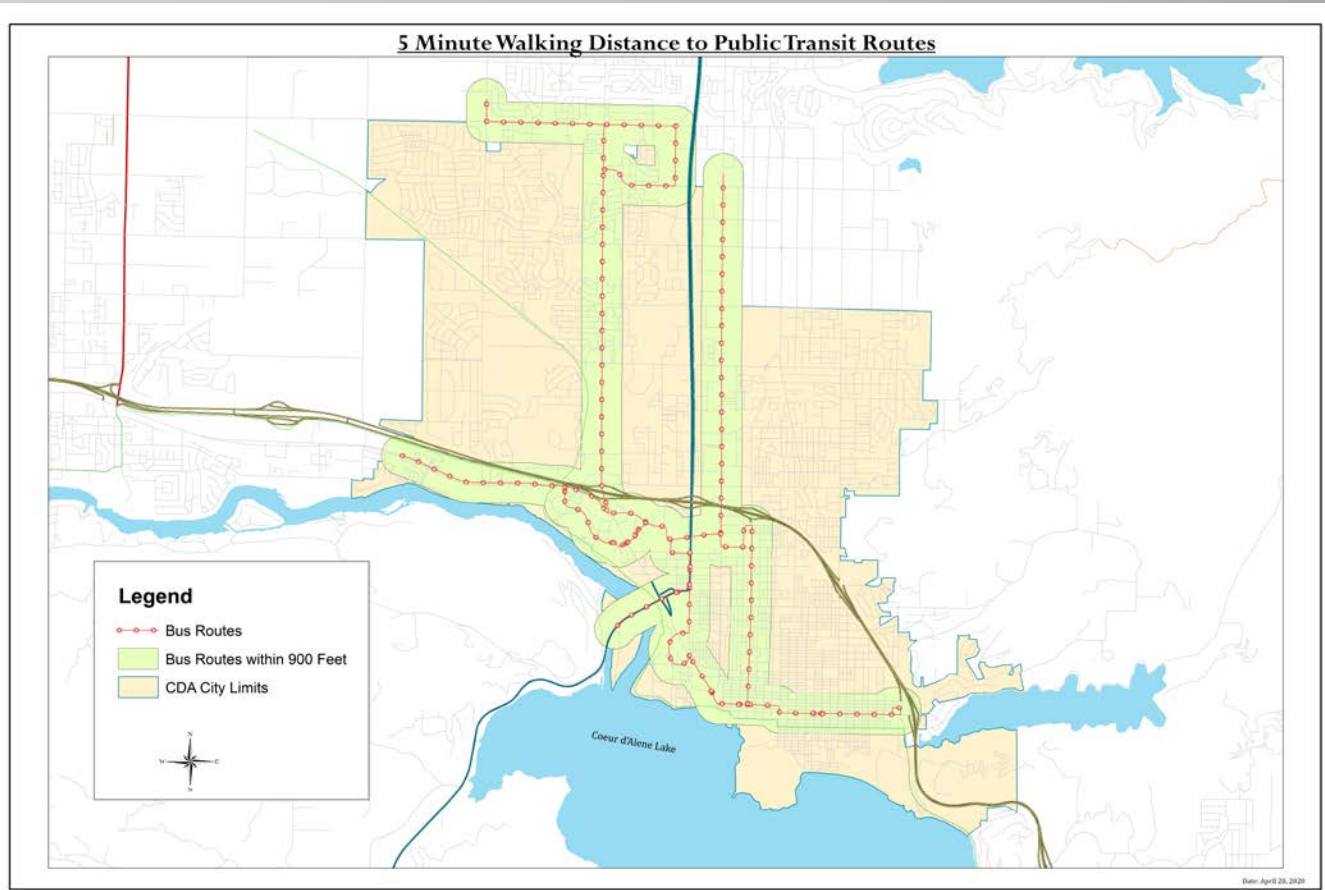 5 Minute Walking Distance to Public Transit Routes
Legend
Bus Routes
Bus Routes within 900 Feet
CDA City Limits
N
W
E
Coeur d'Alene Lake
Date: April 20, 2020